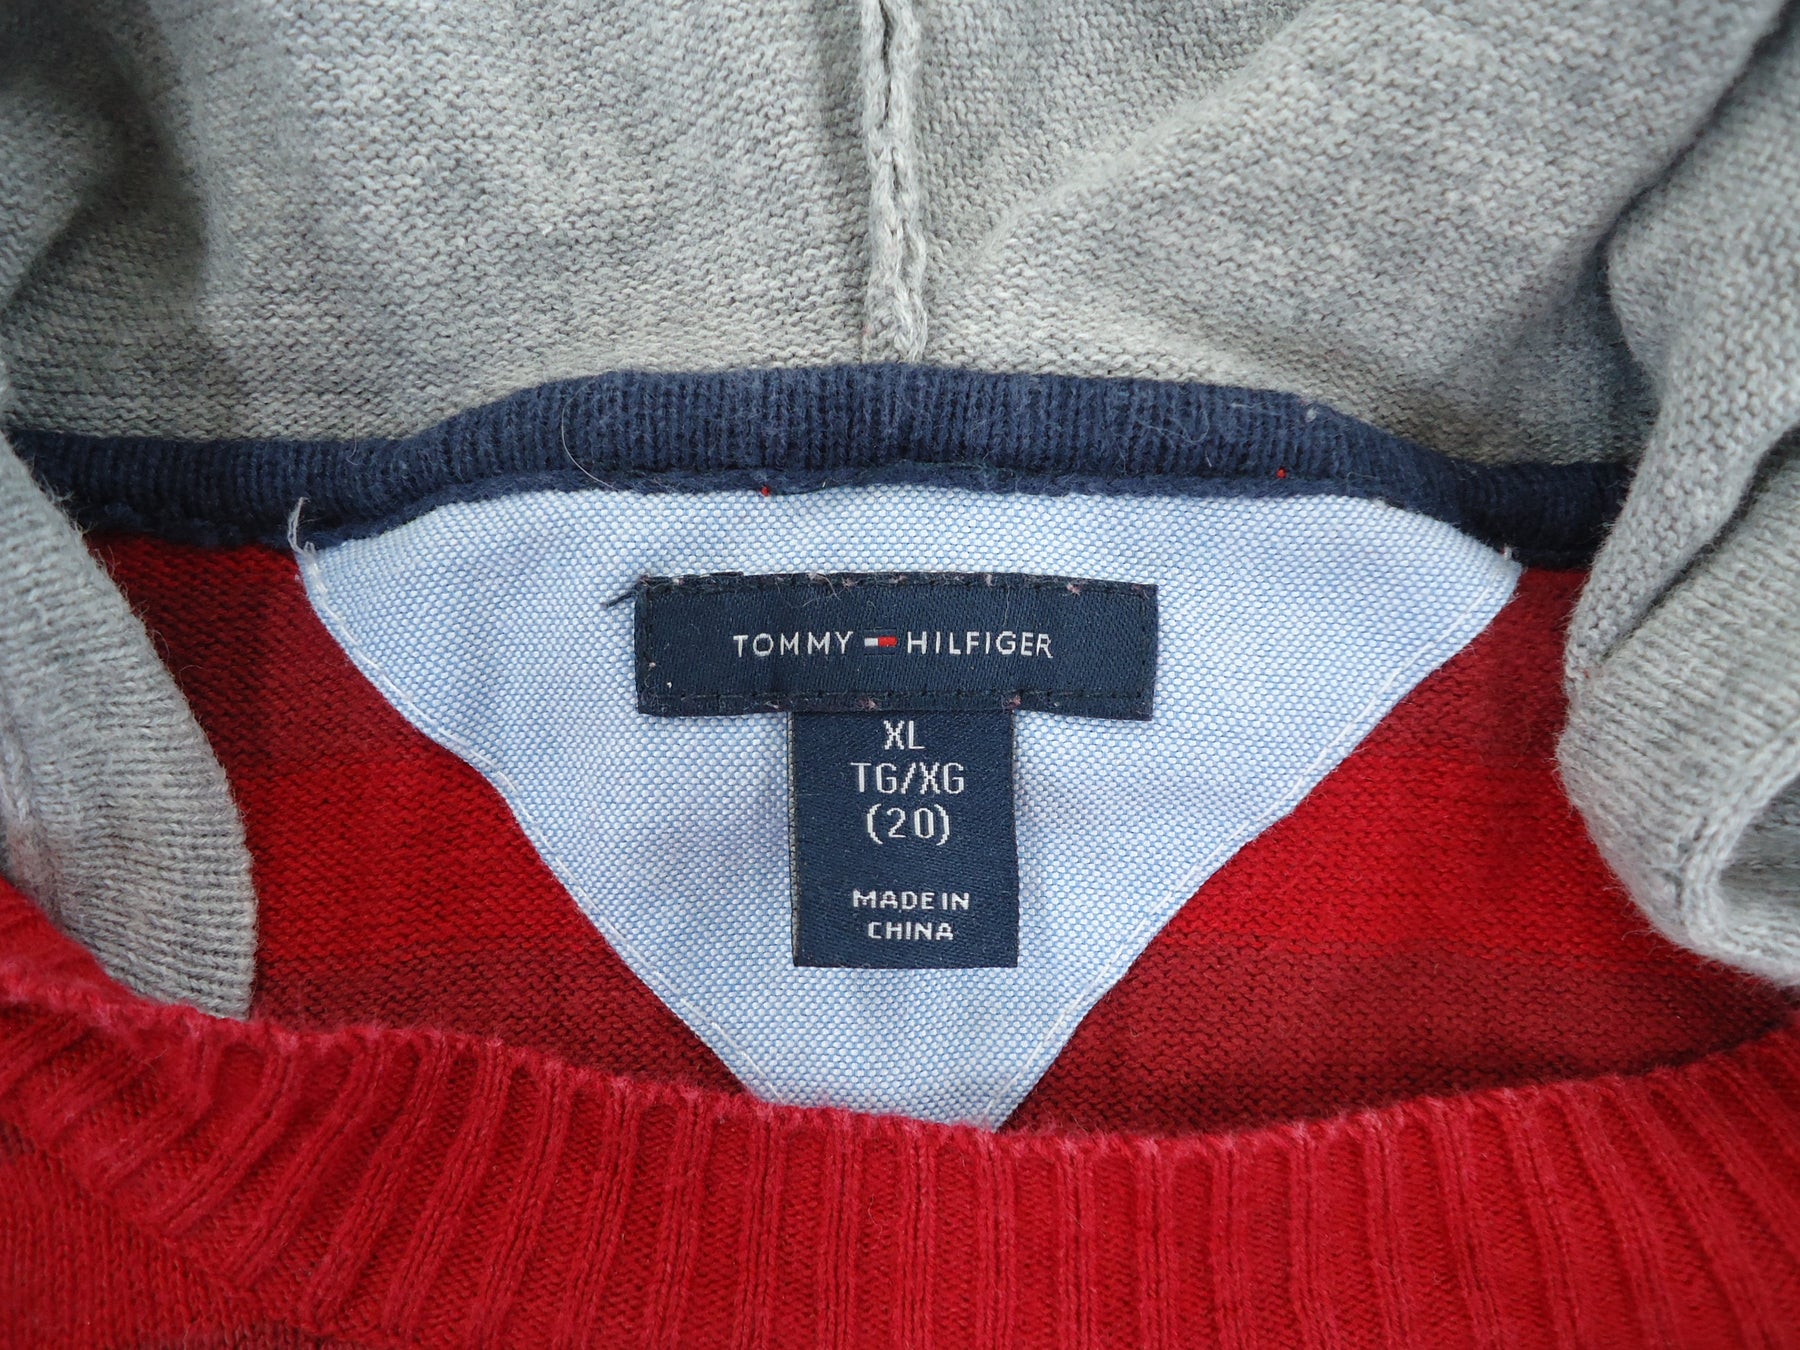 TOMMY HILFIGER
XL
TG/XG
(20)
MADE IN
CHINA